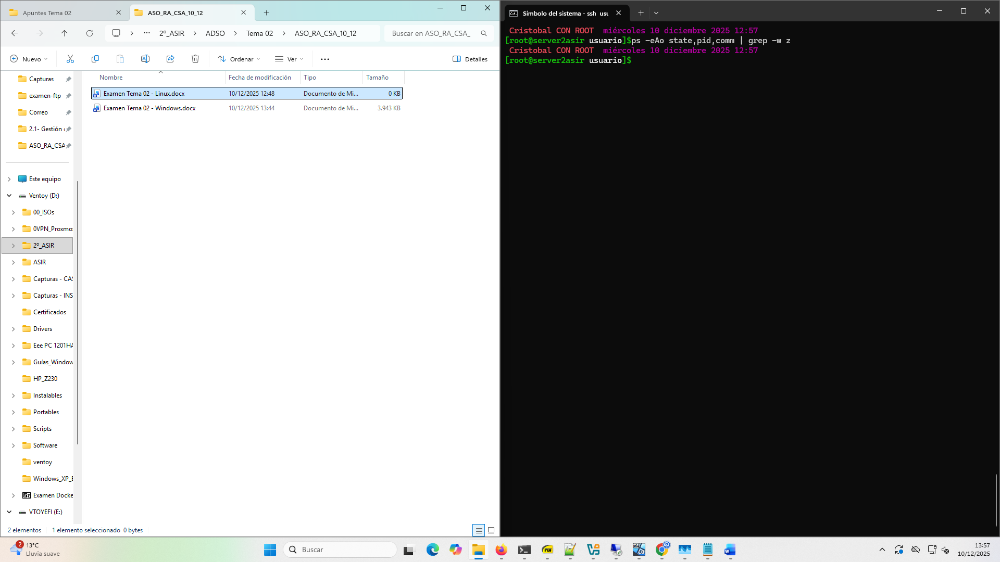 Apuntes Tema 02
ASO_RA_CSA_10_12
2º_ASIR
ADSO
Tema 02
ASO_RA_CSA_10_12
Buscar en ASO_RA_CSA_
Nuevo
Ordenar
Ver
Detalles
Capturas
examen-ftp
Correo
2.1- Gestión
ASO_RA_CSA
Este equipo
Ventoy (D:)
00_ISOs
0VPN_Proxmo
2º_ASIR
ASIR
Capturas - CA
Capturas - INS
Certificados
Drivers
Eee PC 1201HA
Guías_Window
HP_Z230
Instalables
Portables
Scripts
Software
ventoy
Windows_XP_E
Examen Docke
VTOYEFI (E:)
Nombre Fecha de modificación Tipo Tamaño
Examen Tema 02 - Linux.docx 10/12/2025 12:48 Documento de Mi... 0 KB
Examen Tema 02 - Windows.docx 10/12/2025 13:44 Documento de Mi... 3.943 KB
2 elementos 1 elemento seleccionado 0 bytes
Símbolo del sistema - ssh usu
Cristobal CON ROOT miércoles 10 diciembre 2025 12:57
[root@server2asir usuario]$ps -eAo state,pid,comm | grep -w z
Cristobal CON ROOT miércoles 10 diciembre 2025 12:57
[root@server2asir usuario]$
2
13°C
Lluvia suave
Buscar
PDF
13:57
10/12/2025